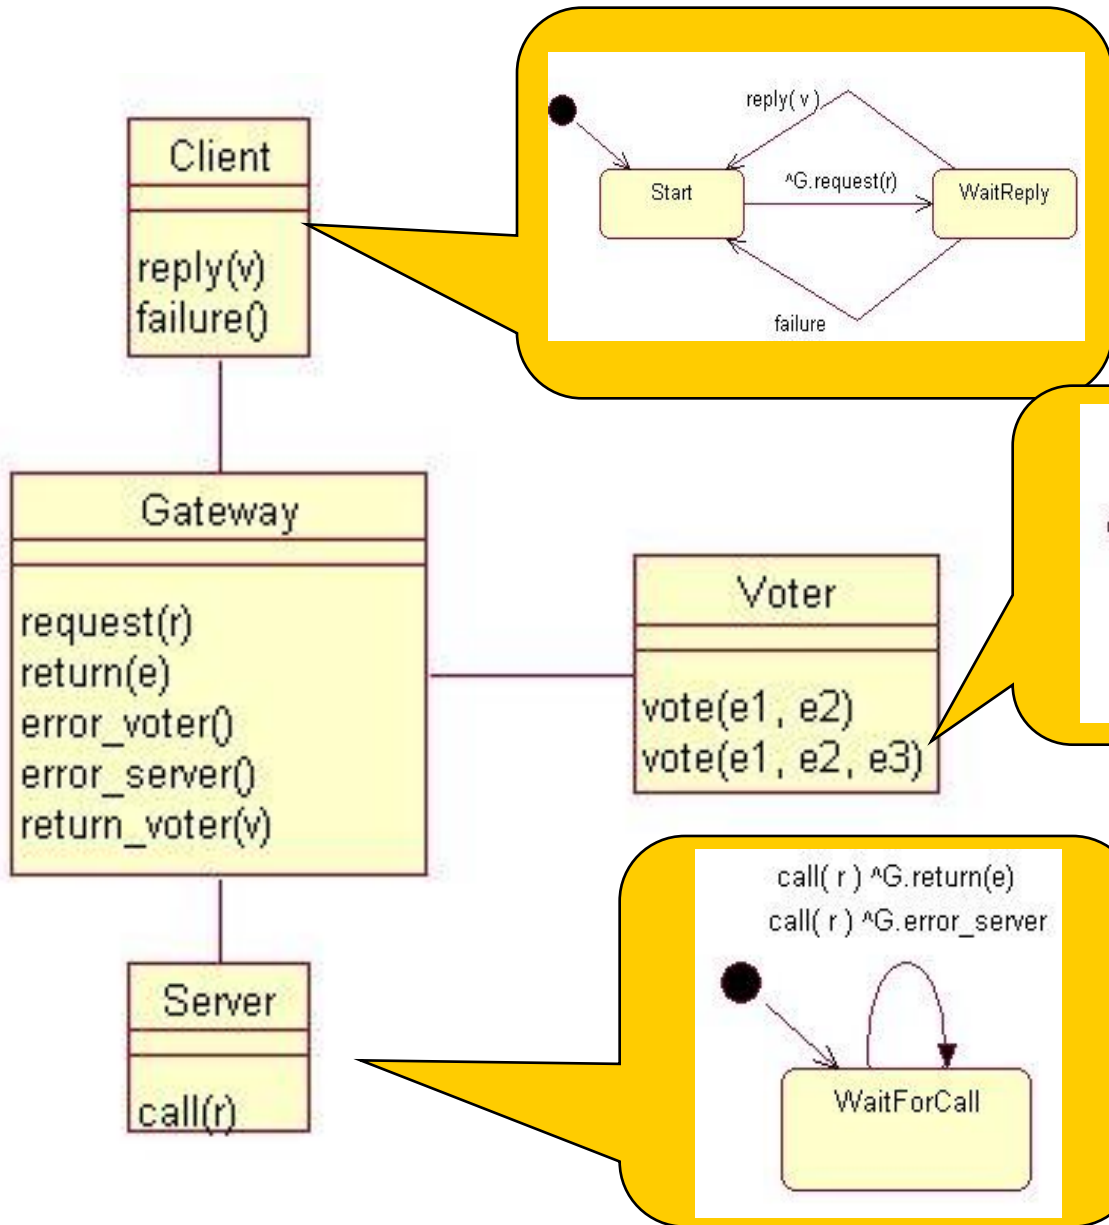 Client
reply(v)
failure()
reply( v )
Start
^G.request(r)
WaitReply
failure
Gateway
request(r)
return(e)
error_voter()
error_server()
return_voter(v)
Voter
vote(e1, e2)
vote(e1, e2, e3)
Server
call(r)
call( r ) ^G.return(e)
call( r ) ^G.error_server
WaitForCall